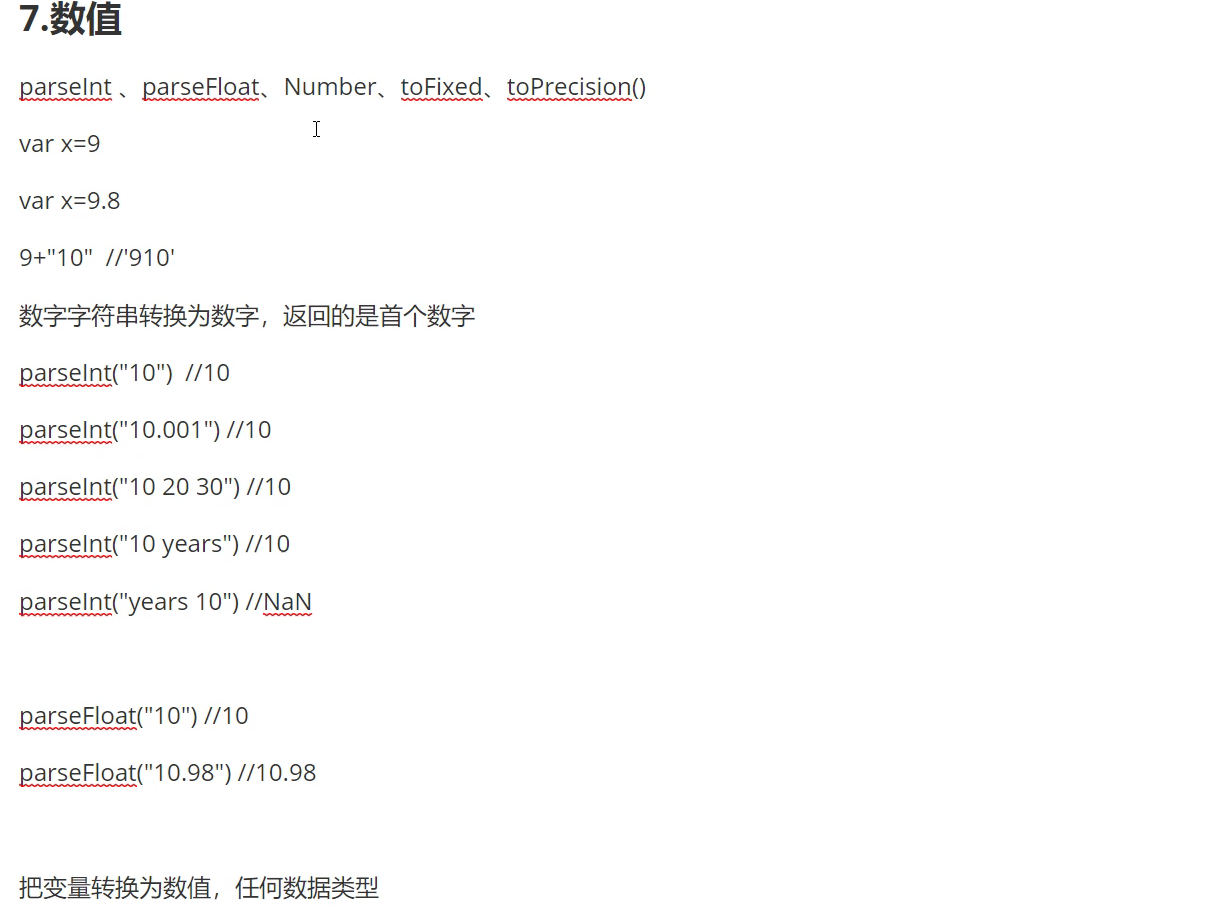 7.数值
parseInt 、parseFloat、Number、toFixed、toPrecision()
var x=9
var x=9.8
9+"10"  //'910'
数字字符串转换为数字，返回的是首个数字
parseInt("10")  //10
parseInt("10.001") //10
parseInt("10 20 30") //10
parseInt("10 years") //10
parseInt("years 10") //NaN
parseFloat("10") //10
parseFloat("10.98") //10.98
把变量转换为数值，任何数据类型